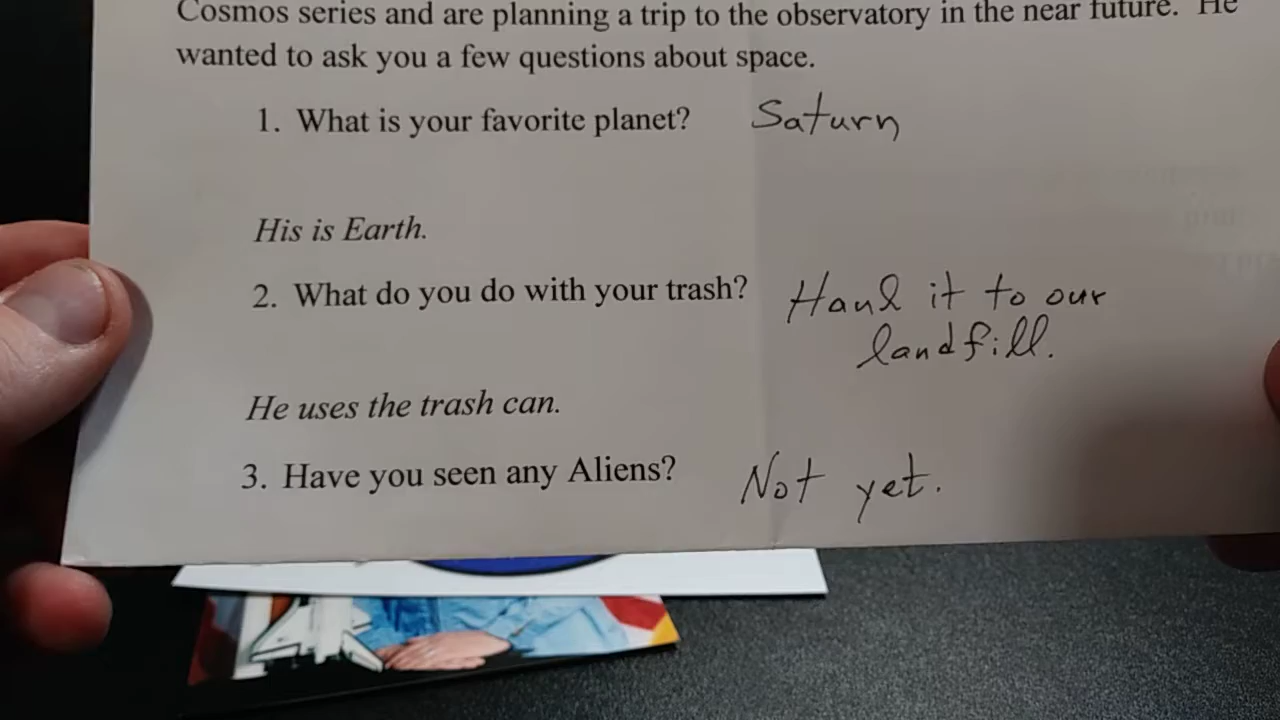 Cosmos series and are planning a trip to the observatory in the near future. He
wanted to ask you a few questions about space.
1. What is your favorite planet? Saturn
His is Earth.
2. What do you do with your trash? Haul it to our
landfill.
He uses the trash can.
3. Have you seen any Aliens? Not yet.